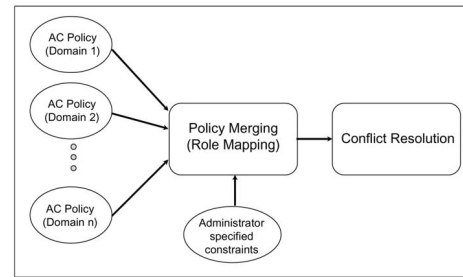 AC Policy
(Domain 1)
AC Policy
(Domain 2)
AC Policy
(Domain n)
Policy Merging
(Role Mapping)
Conflict Resolution
Administrator
specified
constraints